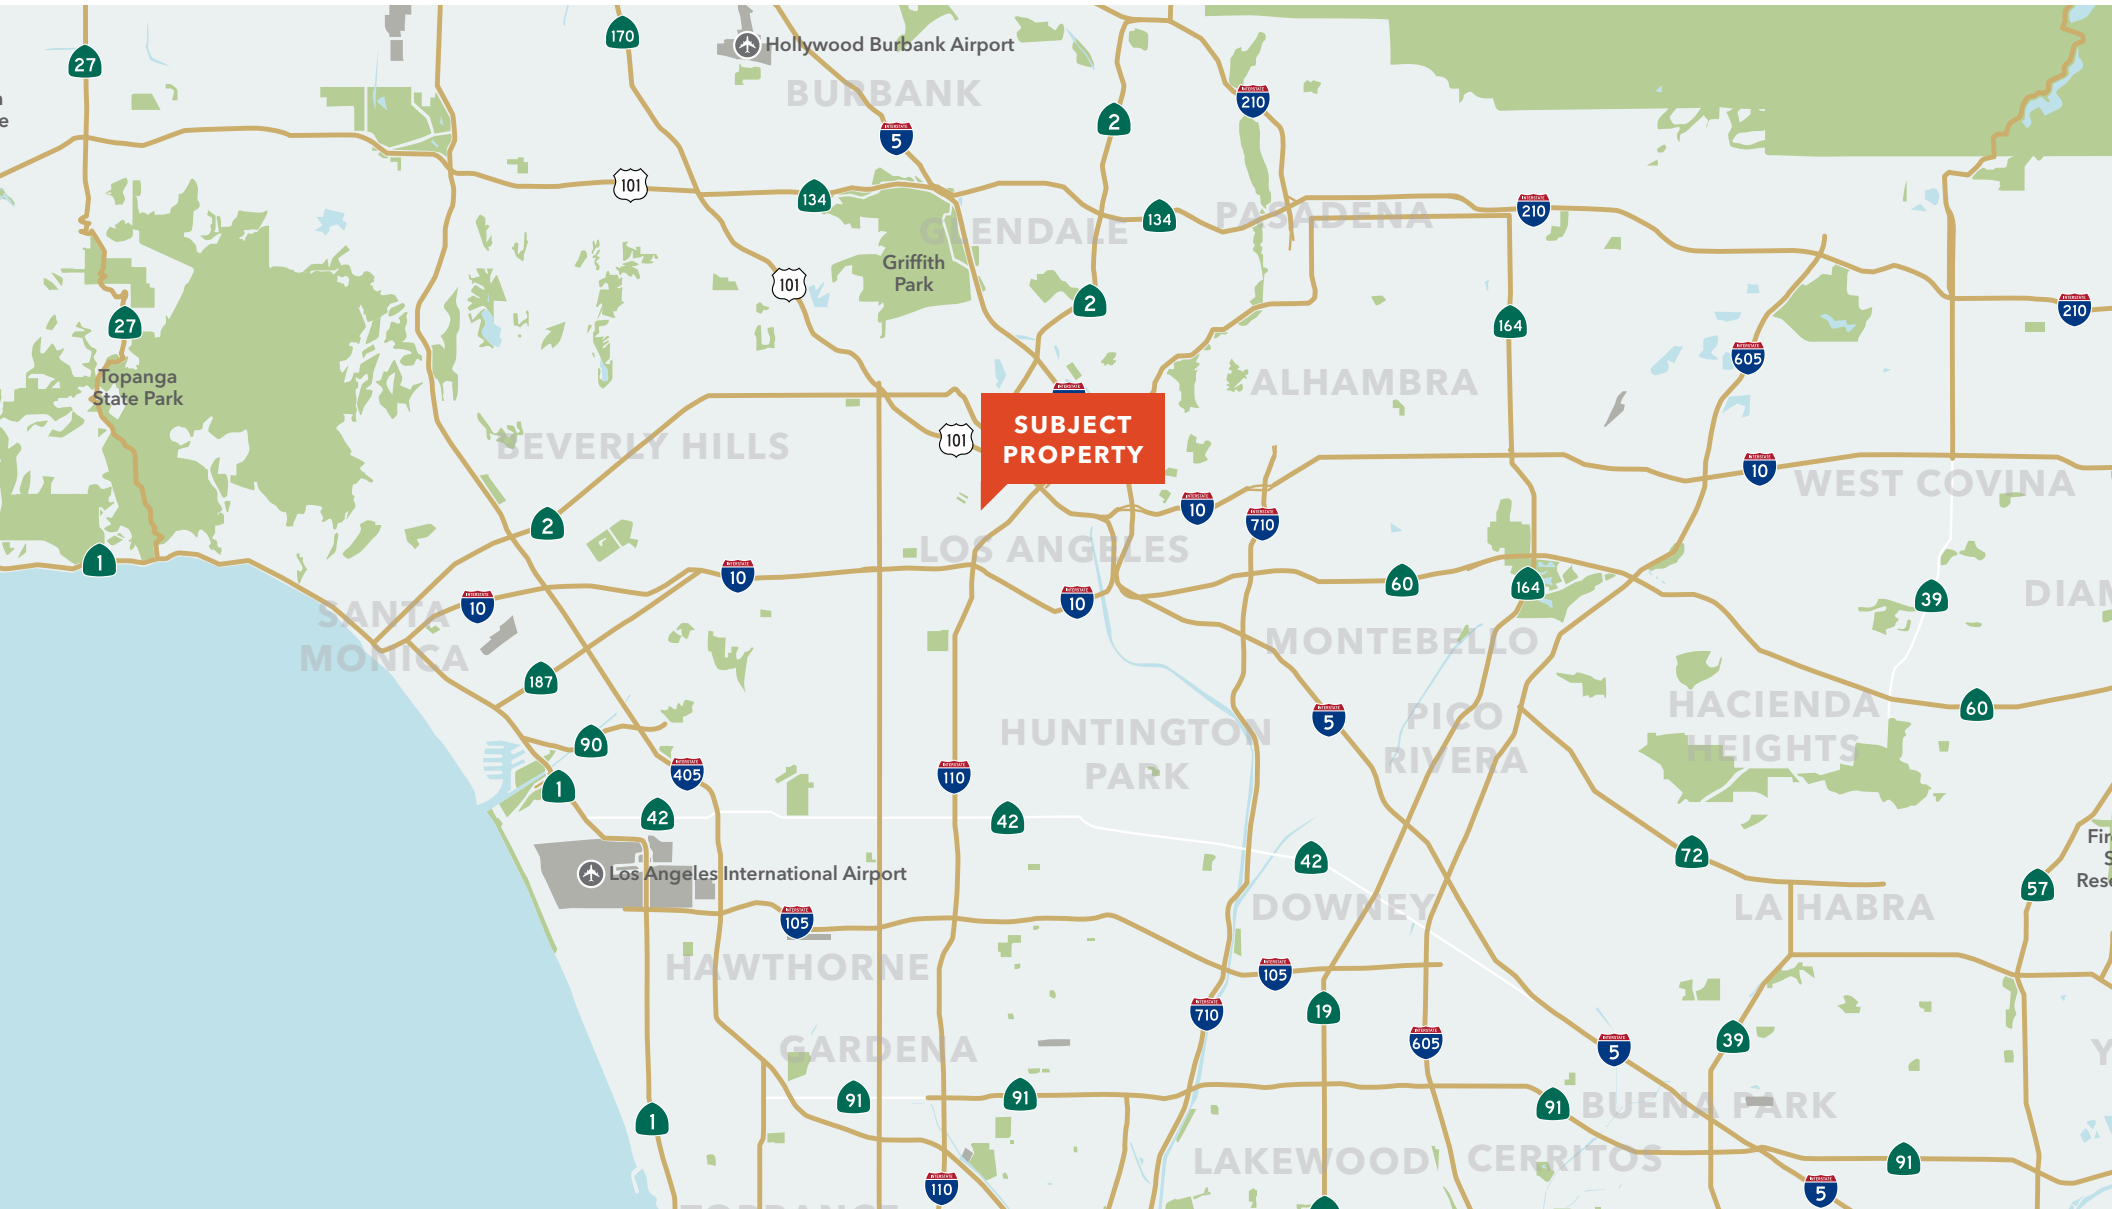 170
Hollywood Burbank Airport
27
BURBANK
210
2
5
101
134
134
GLENDALE
PASADENA
210
Griffith
Park
101
2
210
27
164
605
Topanga
State Park
ALHAMBRA
SUBJECT
PROPERTY
101
BEVERLY HILLS
10
WEST COVINA
10
2
710
LOS ANGELES
1
10
60
164
39
10
10
SANTA
MONICA
MONTEBELLO
187
HACIENDA
HEIGHTS
60
PICO
RIVERA
5
HUNTINGTON
PARK
90
405
110
1
42
42
42
72
Los Angeles International Airport
57
DOWNEY
LA HABRA
105
HAWTHORNE
105
710
19
605
39
5
GARDENA
91
91
91
BUENA PARK
1
LAKEWOOD
CERRITOS
91
110
5